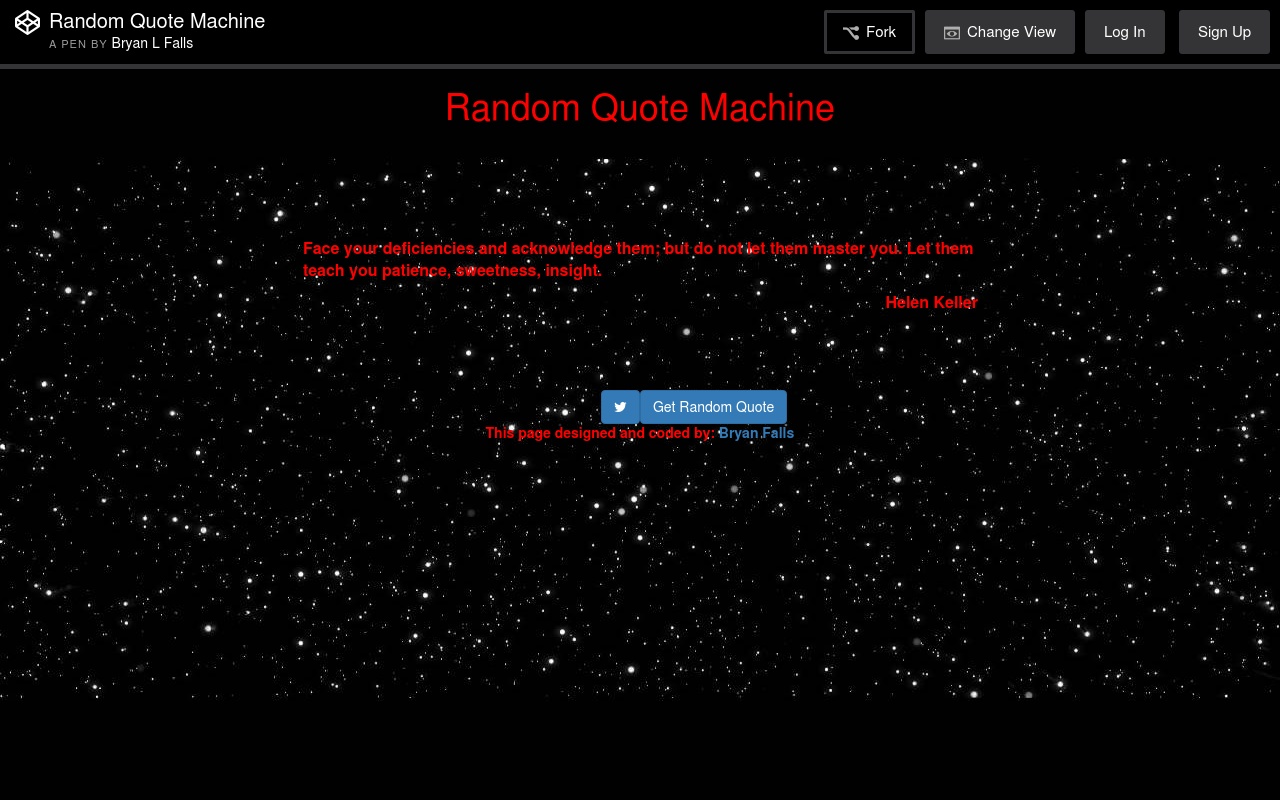 Random Quote Machine
A PEN BY Bryan L Falls
Fork
Change View
Log In
Sign Up
Random Quote Machine
Face your deficiencies and acknowledge them; but do not let them master you. Let them
teach you patience, sweetness, insight.
Helen Keller
Get Random Quote
This page designed and coded by: Bryan Falls